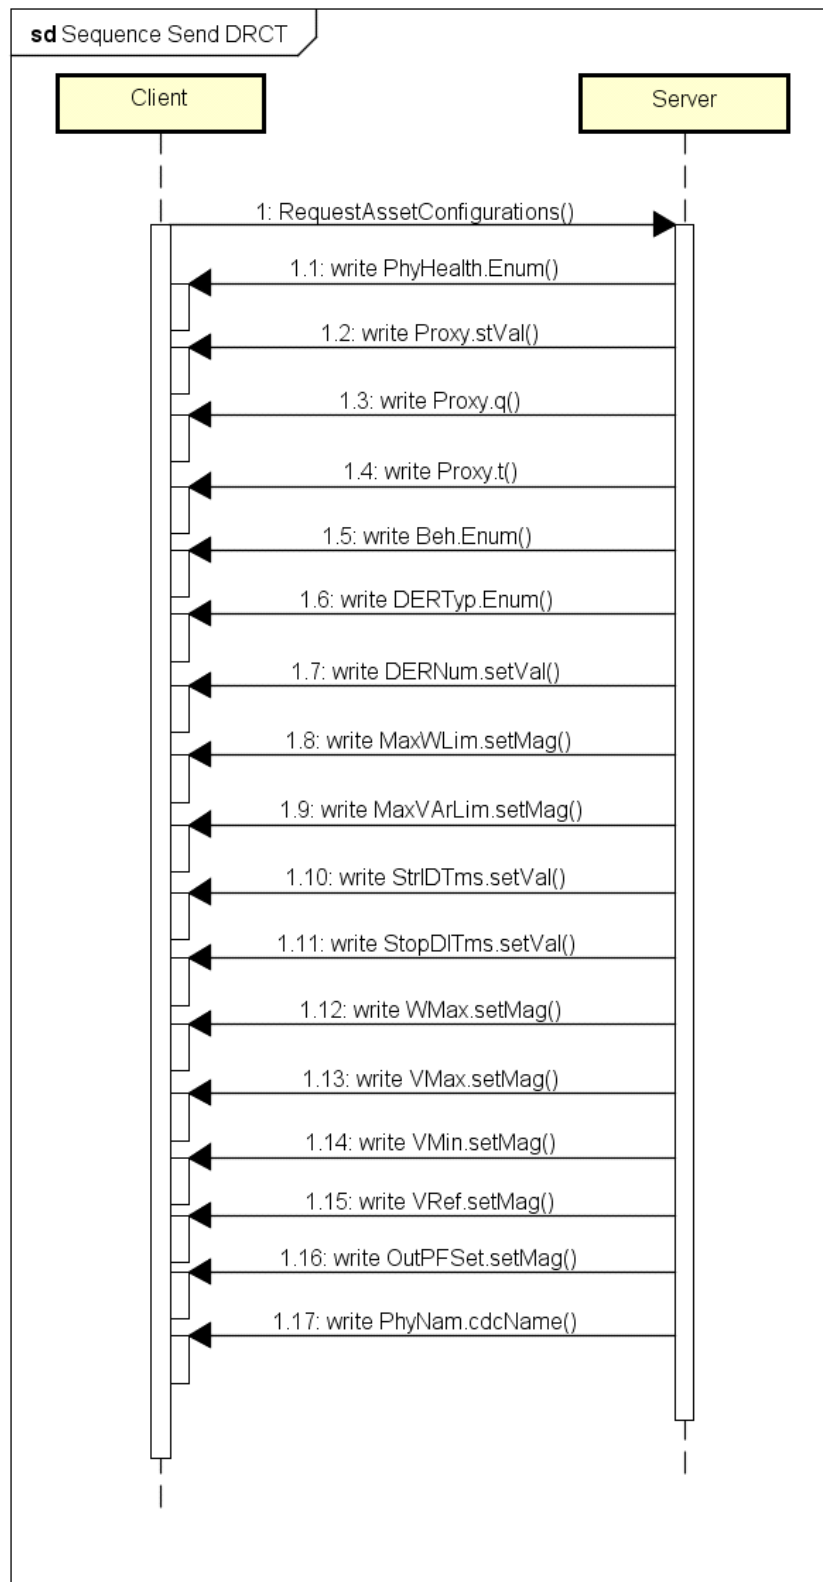 sd Sequence Send DRCT
Client
Server
1: RequestAssetConfigurations()
1.1: write PhyHealth.Enum()
1.2: write Proxy.stVal()
1.3: write Proxy.q()
1.4: write Proxy.t()
1.5: write Beh.Enum()
1.6: write DERTyp.Enum()
1.7: write DERNum.setVal()
1.8: write MaxWLim.setMag()
1.9: write MaxVArLim.setMag()
1.10: write StrlDTms.setVal()
1.11: write StopDlTms.setVal()
1.12: write WMax.setMag()
1.13: write VMax.setMag()
1.14: write VMin.setMag()
1.15: write VRef.setMag()
1.16: write OutPFSet.setMag()
1.17: write PhyNam.cdcName()